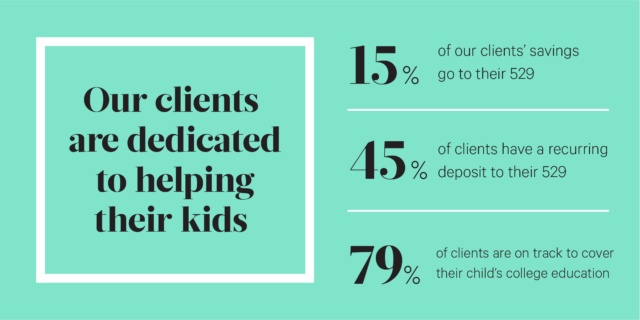 Our clients
are dedicated
to helping
their kids
15%
of our clients’ savings
go to their 529
45%
of clients have a recurring
deposit to their 529
79%
of clients are on track to cover
their child’s college education